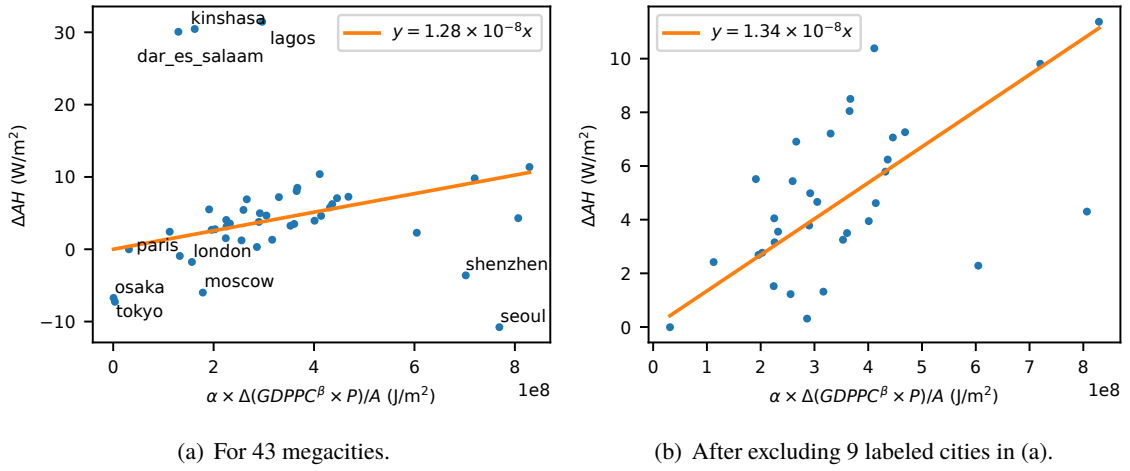 kinshasa
lagos
dar_es_salaam
y = 1.28 × 10⁻⁸x
30
20
10
0
−10
ΔAH (W/m²)
paris
london
moscow
osaka
tokyo
shenzhen
seoul
0 2 4 6 8
1e8
α × Δ(GDPPC^β × P)/A (J/m²)
(a) For 43 megacities.
y = 1.34 × 10⁻⁸x
10
8
6
4
2
0
ΔAH (W/m²)
0 1 2 3 4 5 6 7 8
1e8
α × Δ(GDPPC^β × P)/A (J/m²)
(b) After excluding 9 labeled cities in (a).